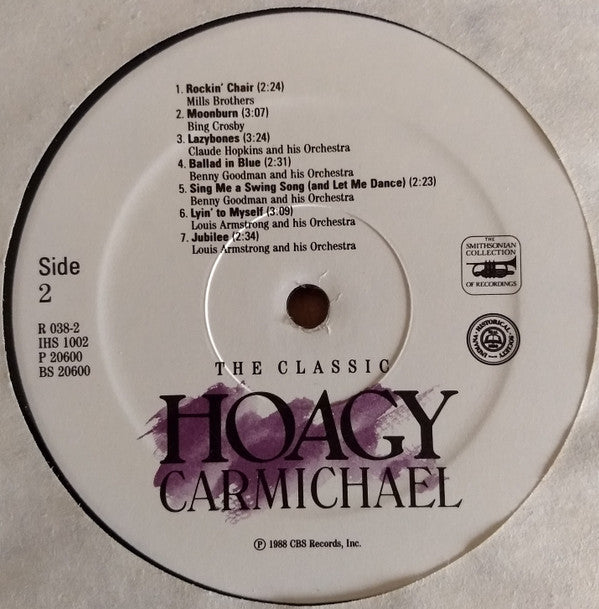 1. Rockin' Chair (2:24)
Mills Brothers
2. Moonburn (3:07)
Bing Crosby
3. Lazybones (3:24)
Claude Hopkins and his Orchestra
4. Ballad in Blue (2:31)
Benny Goodman and his Orchestra
5. Sing Me a Swing Song (and Let Me Dance) (2:23)
Benny Goodman and his Orchestra
6. Lyin' to Myself (3:09)
Louis Armstrong and his Orchestra
7. Jubilee (2:34)
Louis Armstrong and his Orchestra
Side
2
R 038-2
IHS 1002
P 20600
BS 20600
THE
SMITHSONIAN
COLLECTION
OF RECORDINGS
INDIANA HISTORICAL SOCIETY
THE CLASSIC
HOAGY
CARMICHAEL
Ⓟ 1988 CBS Records, Inc.